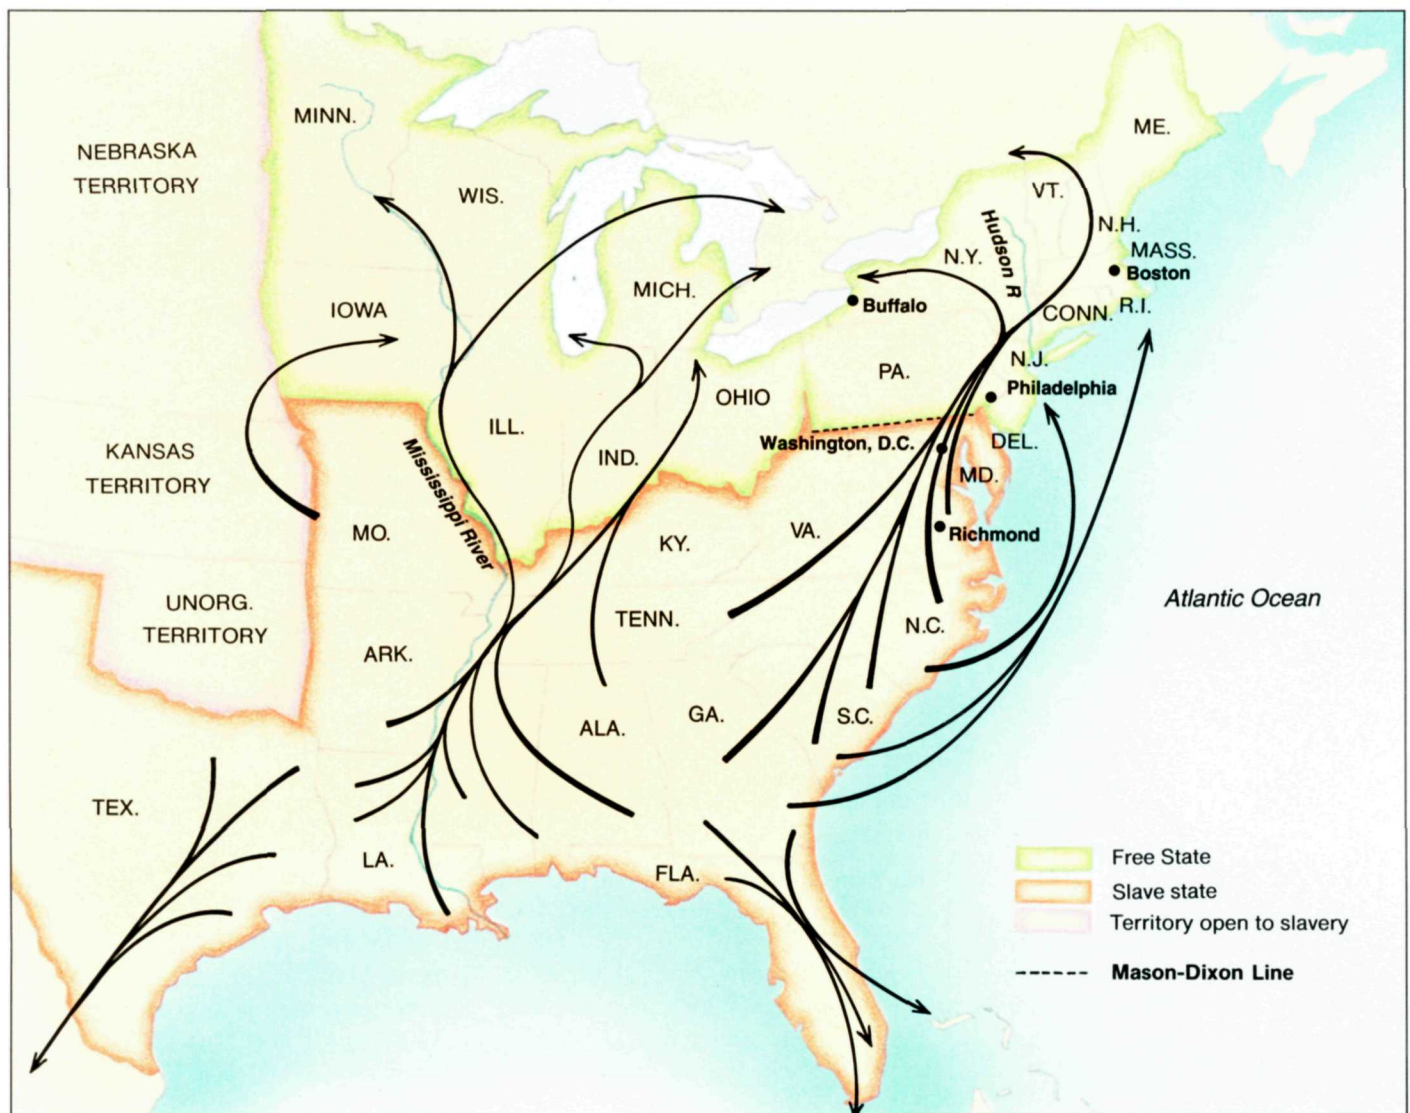 MINN.
NEBRASKA
TERRITORY
WIS.
IOWA
MICH.
ME.
VT.
N.H.
MASS.
Boston
N.Y.
Hudson R
CONN.
R.I.
Buffalo
N.J.
PA.
Philadelphia
OHIO
ILL.
IND.
Washington, D.C.
DEL.
MD.
KANSAS
TERRITORY
Mississippi River
MO.
KY.
VA.
Richmond
UNORG.
TERRITORY
TENN.
N.C.
Atlantic Ocean
ARK.
ALA.
GA.
S.C.
TEX.
LA.
FLA.
Free State
Slave state
Territory open to slavery
Mason-Dixon Line